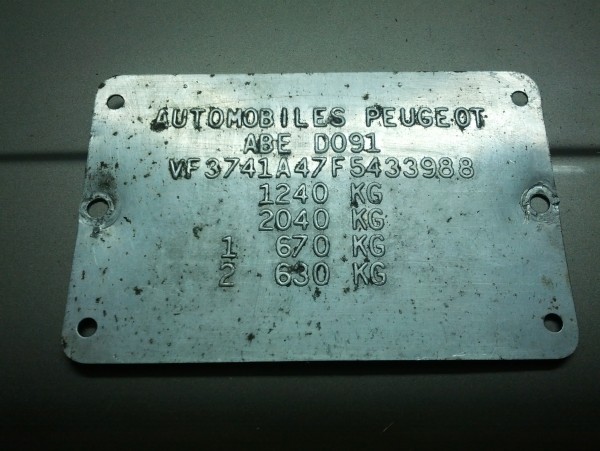 AUTOMOBILES PEUGEOT
ABE D091
VF3741A47F5433988
1240 KG
2040 KG
1 670 KG
2 630 KG